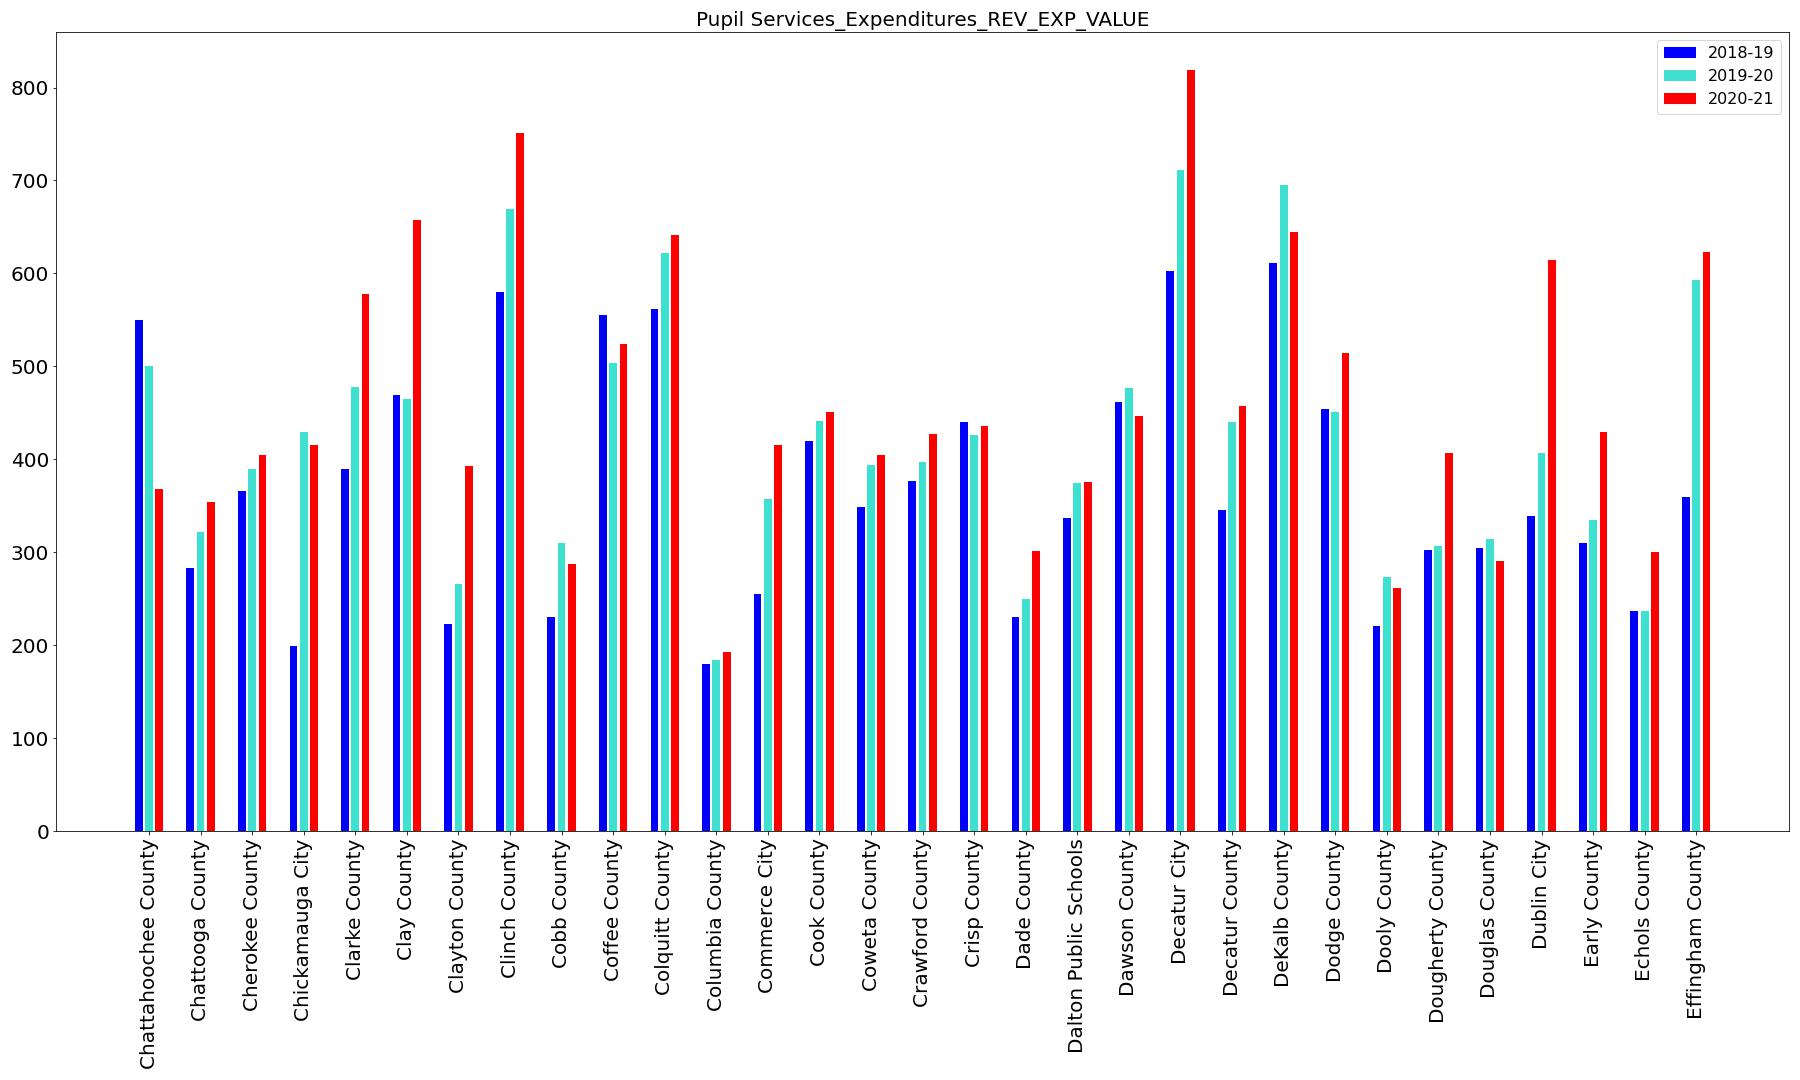 Pupil Services_Expenditures_REV_EXP_VALUE
2018-19
2019-20
2020-21
800
700
600
500
400
300
200
100
0
Chattahoochee County
Chattooga County
Cherokee County
Chickamauga City
Clarke County
Clay County
Clayton County
Clinch County
Cobb County
Coffee County
Colquitt County
Columbia County
Commerce City
Cook County
Coweta County
Crawford County
Crisp County
Dade County
Dalton Public Schools
Dawson County
Decatur City
Decatur County
DeKalb County
Dodge County
Dooly County
Dougherty County
Douglas County
Dublin City
Early County
Echols County
Effingham County